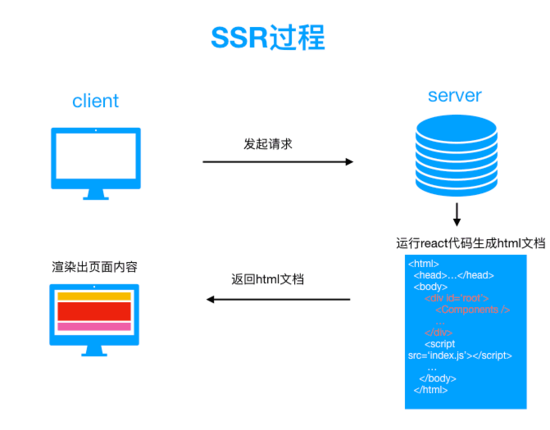 SSR过程
client
server
发起请求
运行react代码生成html文档
渲染出页面内容
返回html文档
<html>
<head>…</head>
<body>
<div id='root'>
<Components />
…
</div>
<script
src='index.js'></script>
…
</body>
</html>